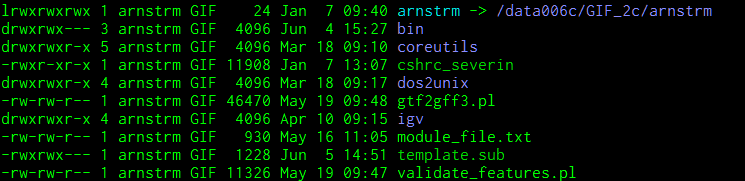 lrwxrwxrwx 1 arnstrm GIF    24 Jan  7 09:40 arnstrm -> /data006c/GIF_2c/arnstrm
drwxrwx--- 3 arnstrm GIF  4096 Jun  4 15:27 bin
drwxrwxr-x 5 arnstrm GIF  4096 Mar 18 09:10 coreutils
-rwxr-xr-x 1 arnstrm GIF 11908 Jan  7 13:07 cshrc_severin
drwxrwxr-x 4 arnstrm GIF  4096 Mar 18 09:17 dos2unix
-rw-rw-r-- 1 arnstrm GIF 46470 May 19 09:48 gtf2gff3.pl
drwxrwxr-x 4 arnstrm GIF  4096 Apr 10 09:15 igv
-rw-rw-r-- 1 arnstrm GIF   930 May 16 11:05 module_file.txt
-rwxrwx--- 1 arnstrm GIF  1228 Jun  5 14:51 template.sub
-rw-rw-r-- 1 arnstrm GIF 11326 May 19 09:47 validate_features.pl